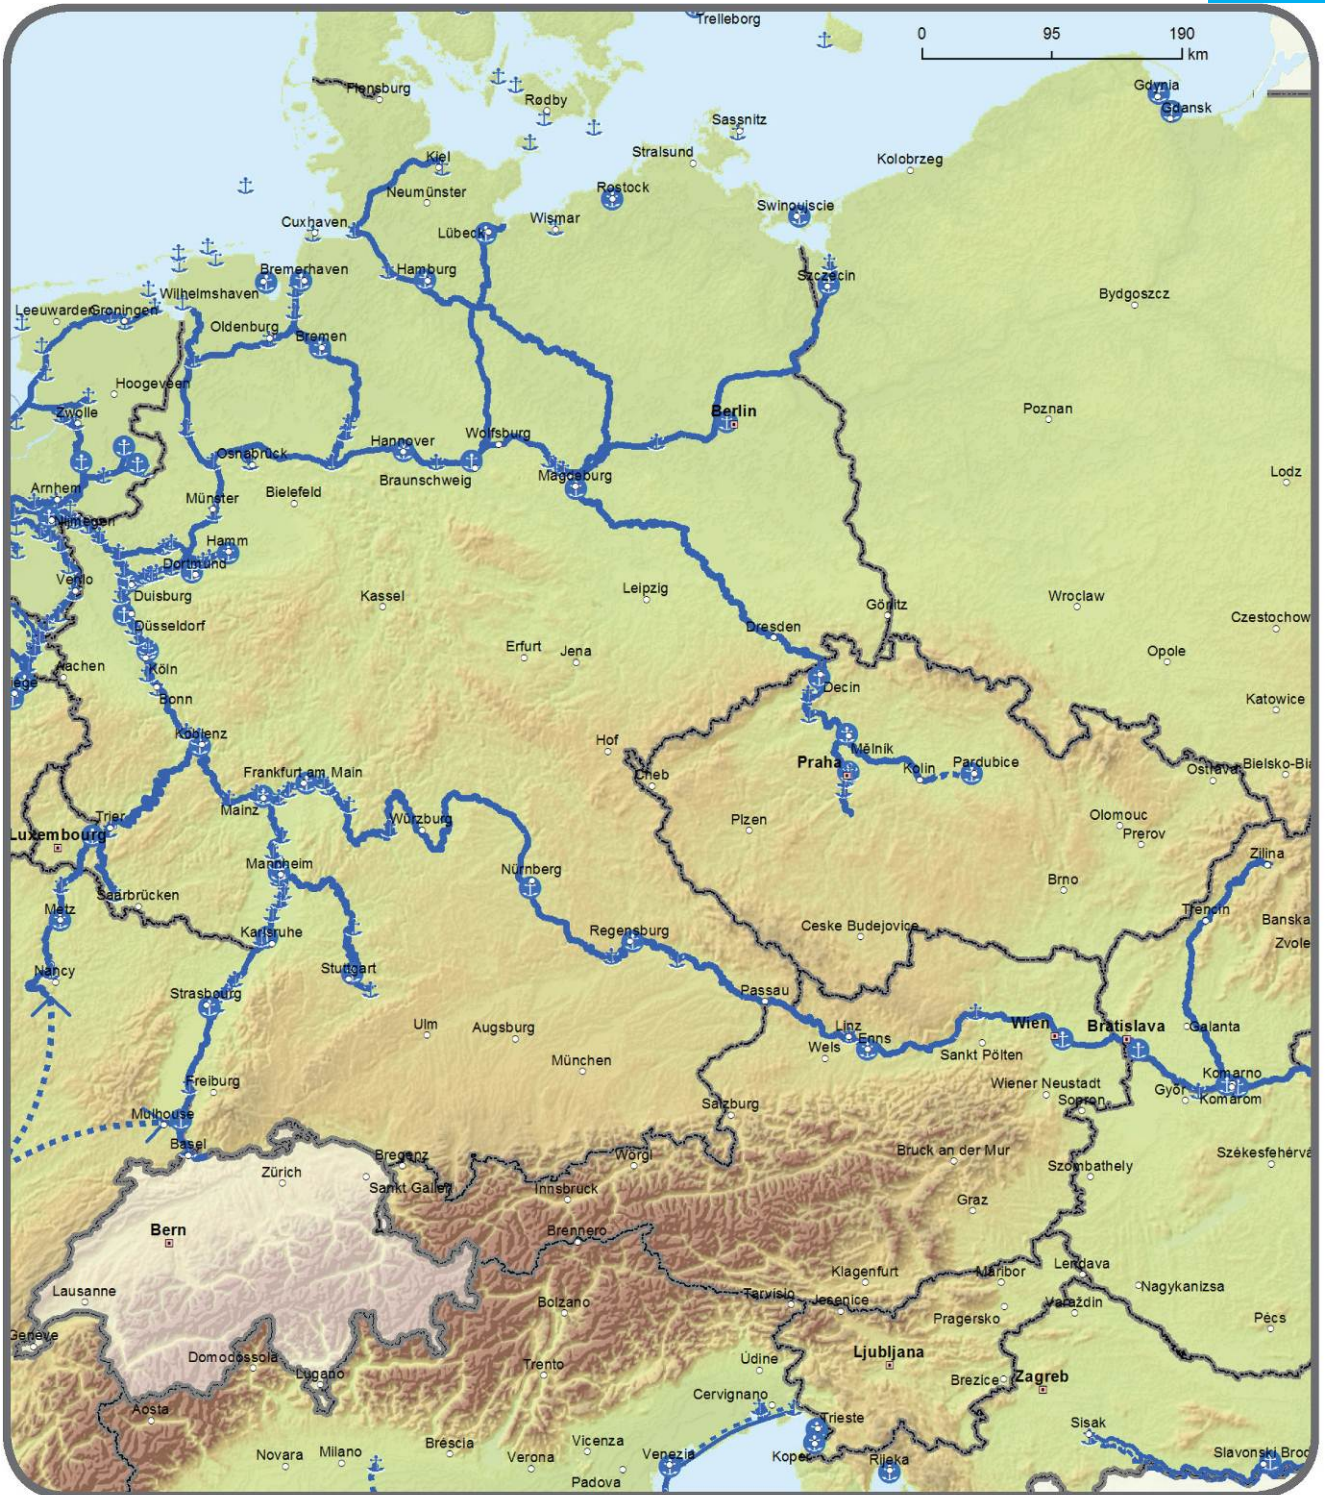 Trelleborg
0 95 190
km
Flensburg
Rødby
Gdynia
Gdansk
Sassnitz
Stralsund
Kolobrzeg
Kiel
Neumünster
Rostock
Swinoujscie
Cuxhaven
Lübeck
Wismar
Bremerhaven
Hamburg
Szczecin
Wilhelmshaven
Bydgoszcz
Leeuwarden
Groningen
Oldenburg
Bremen
Hoogeveen
Zwolle
Berlin
Poznan
Wolfsburg
Hannover
Osnabrück
Braunschweig
Magdeburg
Lodz
Arnhem
Bielefeld
Münster
Nijmegen
Hamm
Dortmund
Venlo
Duisburg
Kassel
Leipzig
Görlitz
Wroclaw
Düsseldorf
Czestochow
Dresden
Erfurt
Jena
Opole
Aachen
Köln
ege
Decin
Bonn
Katowice
Koblenz
Hof
Mělník
Praha
Kolin
Pardubice
Frankfurt am Main
Cheb
Ostrava
Bielsko-Bia
Mainz
Trier
Würzburg
Plzen
Olomouc
Prerov
Luxembourg
Zilina
Mannheim
Nürnberg
Brno
Saarbrücken
Metz
Trencin
Banska
Karlsruhe
Regensburg
Ceske Budejovice
Zvole
Nancy
Stuttgart
Strasbourg
Passau
Ulm
Augsburg
Linz
Enns
Wien
Bratislava
Galanta
Wels
Sankt Pölten
München
Komarno
Freiburg
Wiener Neustadt
Győr
Komarom
Sopron
Mulhouse
Salzburg
Basel
Bregenz
Wörgl
Bruck an der Mur
Székesfehérvá
Zürich
Szombathely
Sankt Gallen
Innsbruck
Graz
Bern
Brennero
Klagenfurt
Maribor
Lendava
Nagykanizsa
Lausanne
Bolzano
Tarvisio
Jesenice
Varaždin
Pragersko
Pécs
Genève
Domodossola
Lugano
Trento
Údine
Ljubljana
Brezice
Zagreb
Cervignano
Aosta
Trieste
Sisak
Novara
Milano
Bréscia
Verona
Vicenza
Padova
Venezia
Koper
Rijeka
Slavonski Brod